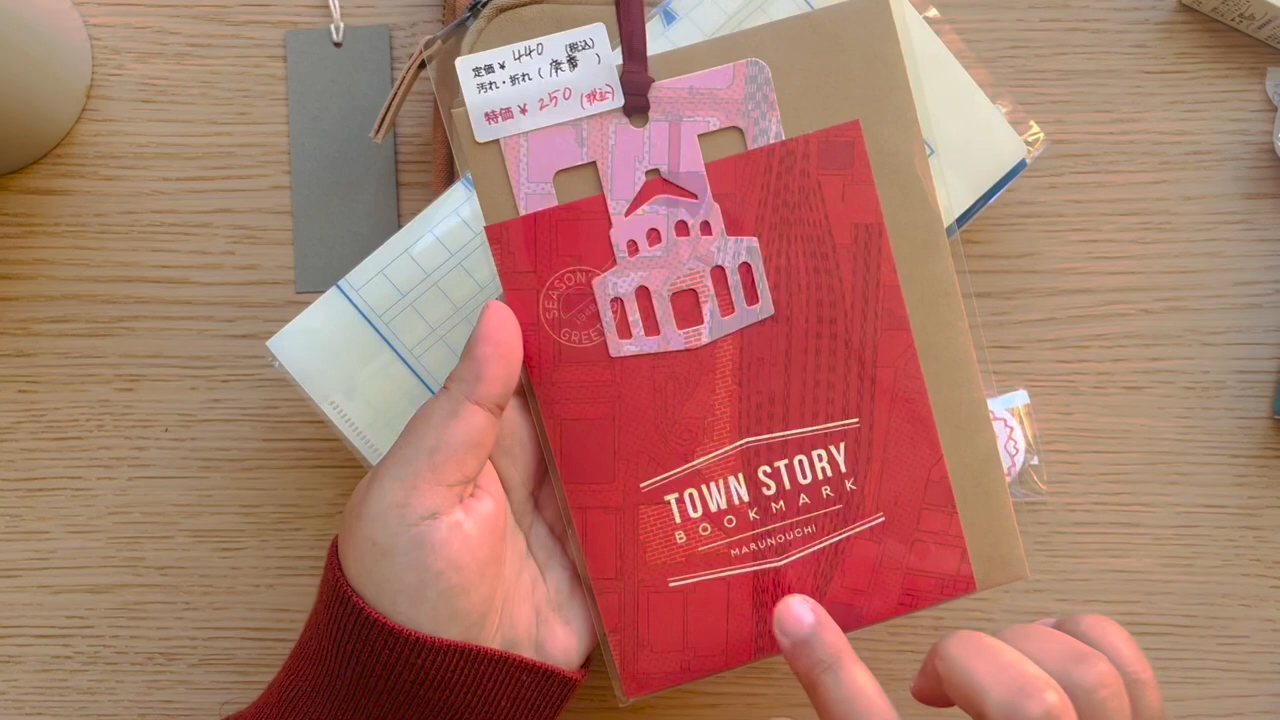 定価 ¥ 440 (税込)
汚れ・折れ (廃番)
特価 ¥ 250 (税込)
SEASON'S
GREET
TOWN STORY
BOOKMARK
MARUNOUCHI